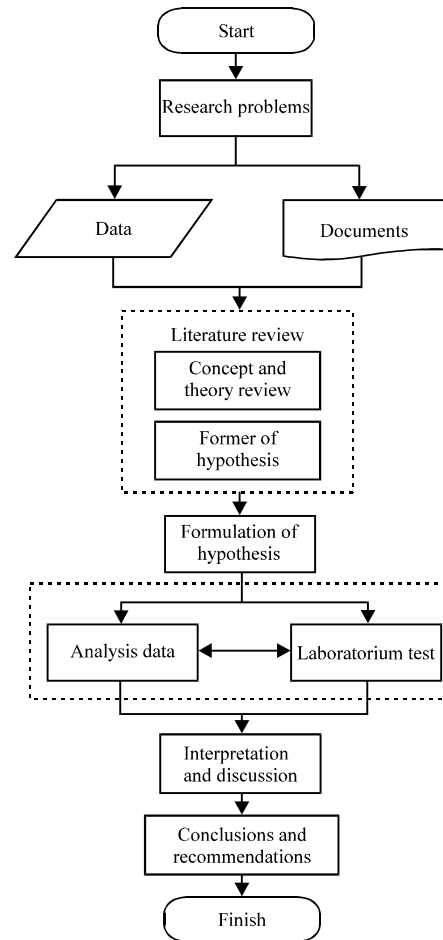 Start
Research problems
Data
Documents
Literature review
Concept and
theory review
Former of
hypothesis
Formulation of
hypothesis
Analysis data
Laboratorium test
Interpretation
and discussion
Conclusions and
recommendations
Finish